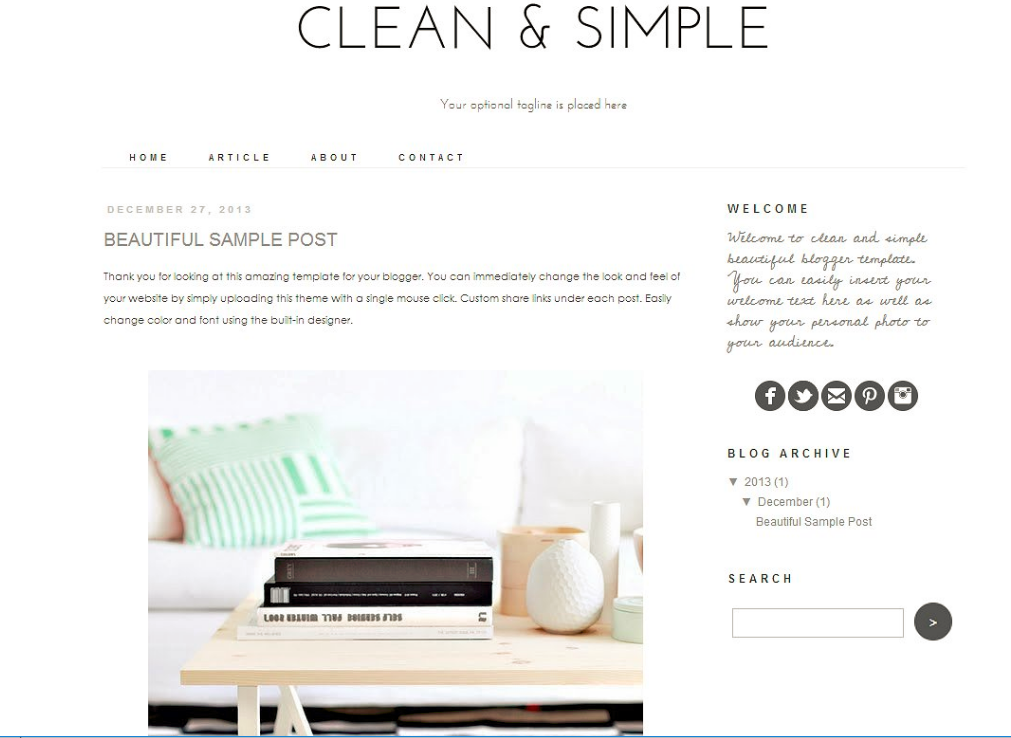 CLEAN & SIMPLE
Your optional tagline is placed here
HOME ARTICLE ABOUT CONTACT
DECEMBER 27, 2013
BEAUTIFUL SAMPLE POST
Thank you for looking at this amazing template for your blogger. You can immediately change the look and feel of
your website by simply uploading this theme with a single mouse click. Custom share links under each post. Easily
change color and font using the built-in designer.
WELCOME
Welcome to clean and simple
beautiful blogger template.
You can easily insert your
welcome text here as well as
show your personal photo to
your audience.
BLOG ARCHIVE
▼ 2013 (1)
▼ December (1)
Beautiful Sample Post
SEARCH
>